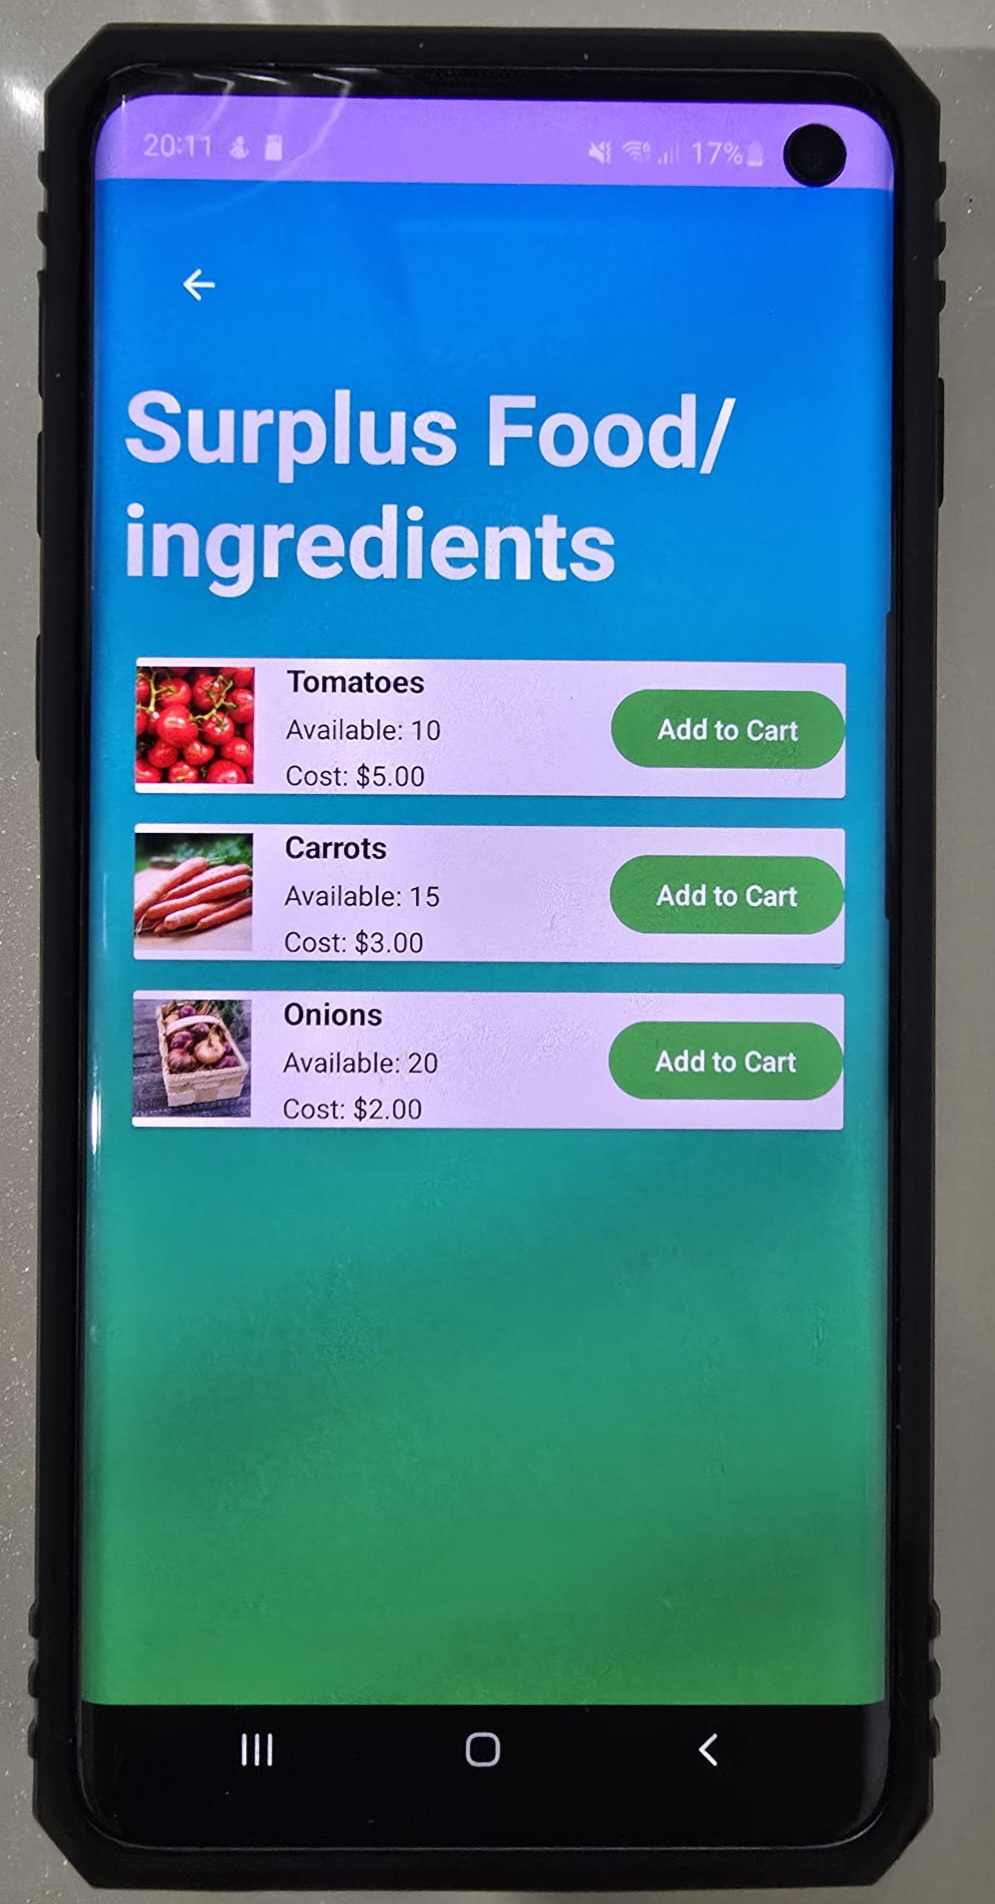 20:11 17%
Surplus Food/
ingredients
Tomatoes
Available: 10
Cost: $5.00
Add to Cart
Carrots
Available: 15
Cost: $3.00
Add to Cart
Onions
Available: 20
Cost: $2.00
Add to Cart